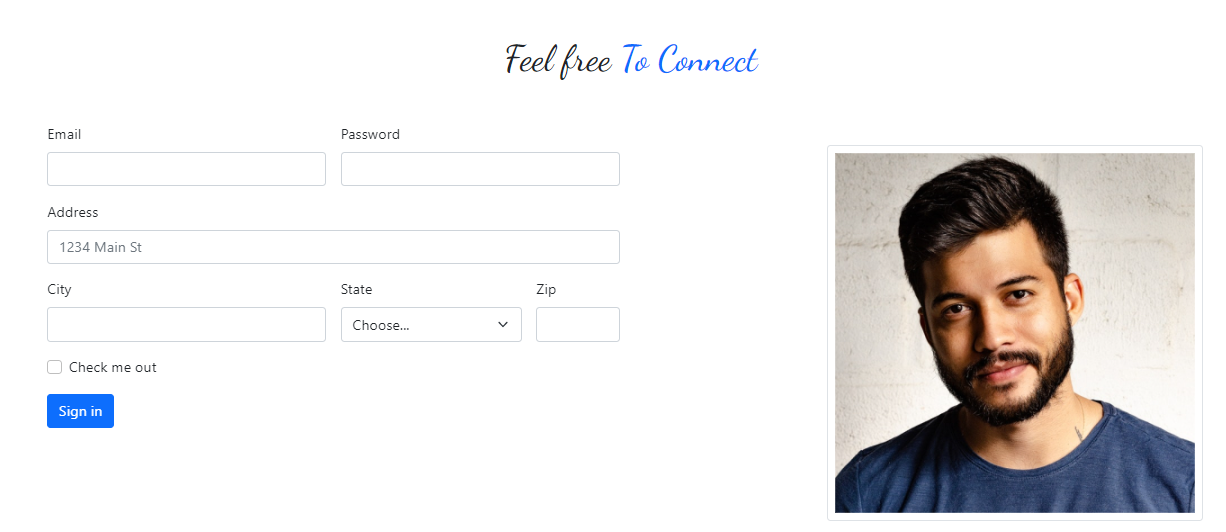 Feel free To Connect
Email Password
Address
1234 Main St
City State Zip
Choose...
Check me out
Sign in